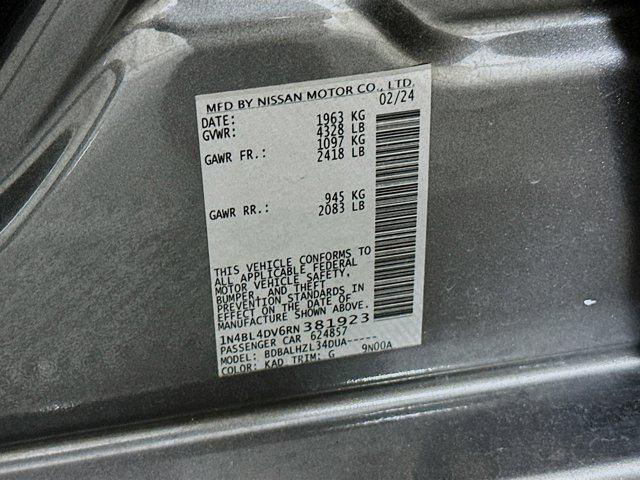 MFD BY NISSAN MOTOR CO., LTD.
DATE: 02/24
GVWR: 1963 KG
4328 LB
GAWR FR.: 1097 KG
2418 LB
GAWR RR.: 945 KG
2083 LB
THIS VEHICLE CONFORMS TO
ALL APPLICABLE FEDERAL
MOTOR VEHICLE SAFETY,
BUMPER, AND THEFT
PREVENTION STANDARDS IN
EFFECT ON THE DATE OF
MANUFACTURE SHOWN ABOVE.
1N4BL4DV6RN381923
PASSENGER CAR 624857
MODEL: BDBALHZL34DUA-----
COLOR: KAD TRIM: G 9N00A